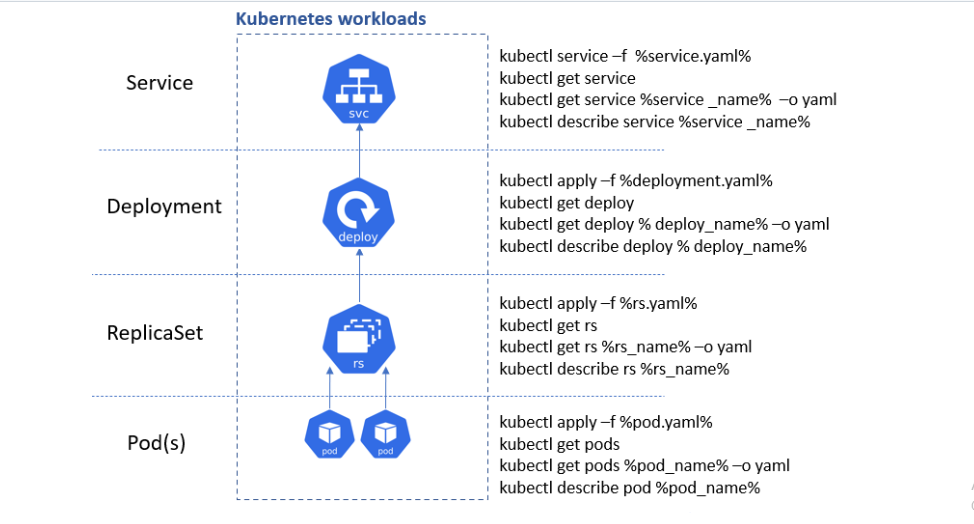 Kubernetes workloads
Service
svc
kubectl service –f  %service.yaml%
kubectl get service
kubectl get service %service _name%  –o yaml
kubectl describe service %service _name%
Deployment
deploy
kubectl apply –f %deployment.yaml%
kubectl get deploy
kubectl get deploy % deploy_name% –o yaml
kubectl describe deploy % deploy_name%
ReplicaSet
rs
kubectl apply –f %rs.yaml%
kubectl get rs
kubectl get rs %rs_name% –o yaml
kubectl describe rs %rs_name%
Pod(s)
pod
pod
kubectl apply –f %pod.yaml%
kubectl get pods
kubectl get pods %pod_name% –o yaml
kubectl describe pod %pod_name%